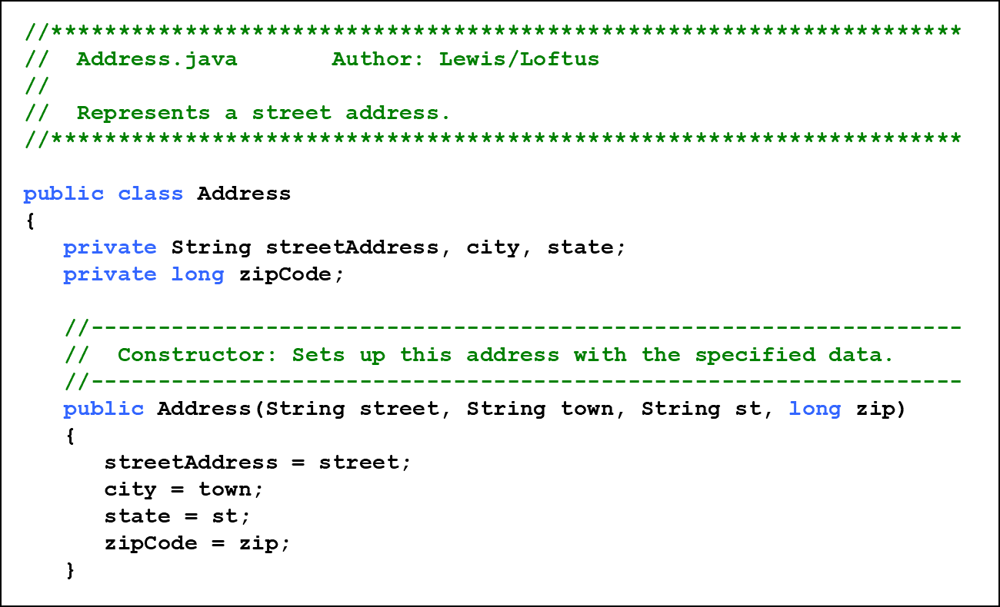 //********************************************************************
//  Address.java       Author: Lewis/Loftus
//
//  Represents a street address.
//********************************************************************

public class Address
{
   private String streetAddress, city, state;
   private long zipCode;

   //-----------------------------------------------------------------
   //  Constructor: Sets up this address with the specified data.
   //-----------------------------------------------------------------
   public Address(String street, String town, String st, long zip)
   {
      streetAddress = street;
      city = town;
      state = st;
      zipCode = zip;
   }